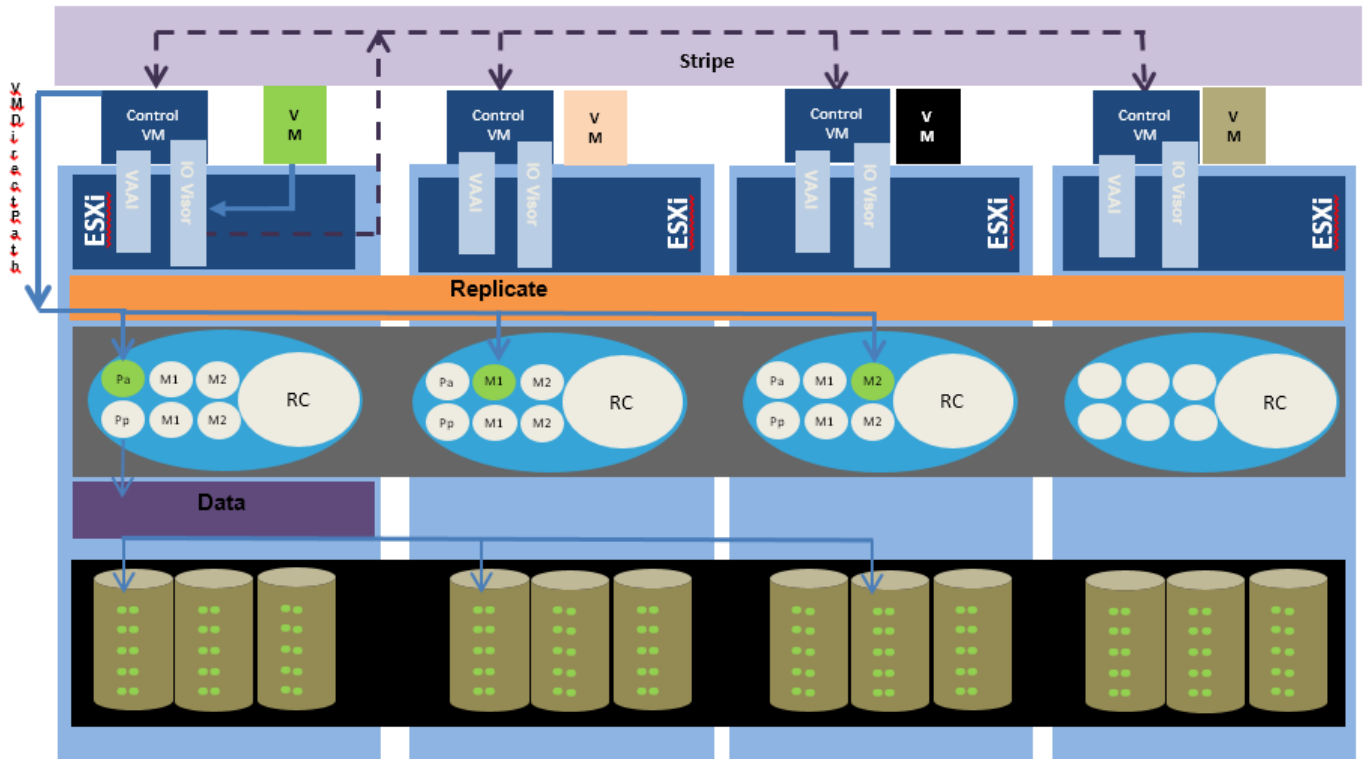 Stripe
VMDirectPath
Control
VM
V
M
Control
VM
V
M
Control
VM
V
M
Control
VM
V
M
ESXi
VAAI
IO Visor
VAAI
IO Visor
ESXi
VAAI
IO Visor
ESXi
VAAI
IO Visor
ESXi
Replicate
Pa M1 M2
Pp M1 M2
RC
Pa M1 M2
Pp M1 M2
RC
Pa M1 M2
Pp M1 M2
RC
RC
Data